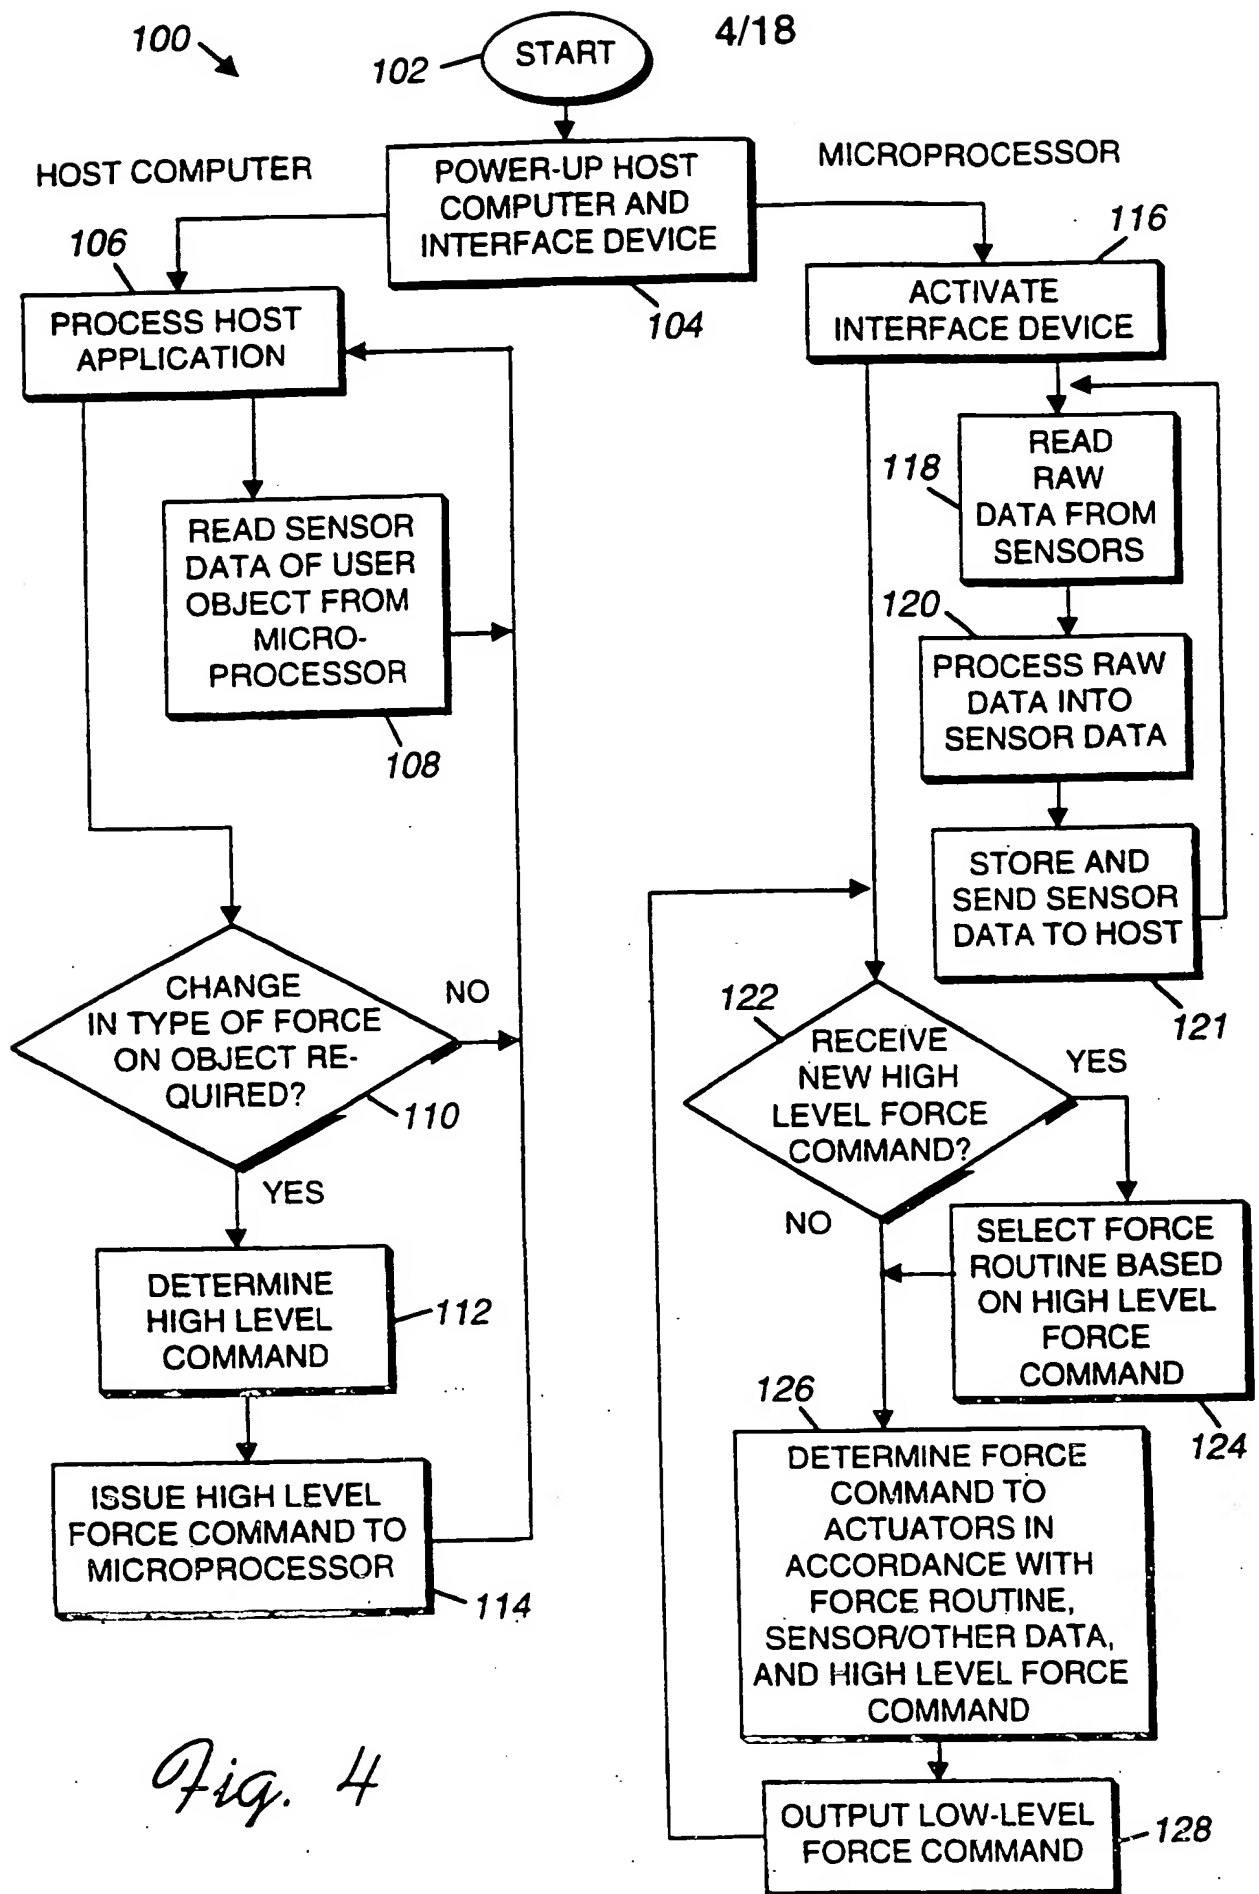 4/18
100
102
START
HOST COMPUTER
MICROPROCESSOR
POWER-UP HOST
COMPUTER AND
INTERFACE DEVICE
104
106
PROCESS HOST
APPLICATION
READ SENSOR
DATA OF USER
OBJECT FROM
MICRO-
PROCESSOR
108
CHANGE
IN TYPE OF FORCE
ON OBJECT RE-
QUIRED?
NO
110
YES
DETERMINE
HIGH LEVEL
COMMAND
112
ISSUE HIGH LEVEL
FORCE COMMAND TO
MICROPROCESSOR
114
116
ACTIVATE
INTERFACE DEVICE
118
READ
RAW
DATA FROM
SENSORS
120
PROCESS RAW
DATA INTO
SENSOR DATA
STORE AND
SEND SENSOR
DATA TO HOST
121
122
RECEIVE
NEW HIGH
LEVEL FORCE
COMMAND?
YES
NO
SELECT FORCE
ROUTINE BASED
ON HIGH LEVEL
FORCE
COMMAND
124
126
DETERMINE FORCE
COMMAND TO
ACTUATORS IN
ACCORDANCE WITH
FORCE ROUTINE,
SENSOR/OTHER DATA,
AND HIGH LEVEL FORCE
COMMAND
OUTPUT LOW-LEVEL
FORCE COMMAND
128
Fig. 4